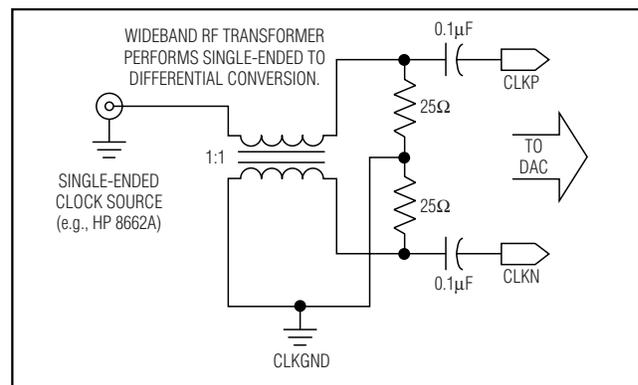 WIDEBAND RF TRANSFORMER
PERFORMS SINGLE-ENDED TO
DIFFERENTIAL CONVERSION.
0.1μF
CLKP
25Ω
1:1
TO
DAC
SINGLE-ENDED
CLOCK SOURCE
(e.g., HP 8662A)
25Ω
0.1μF
CLKN
CLKGND